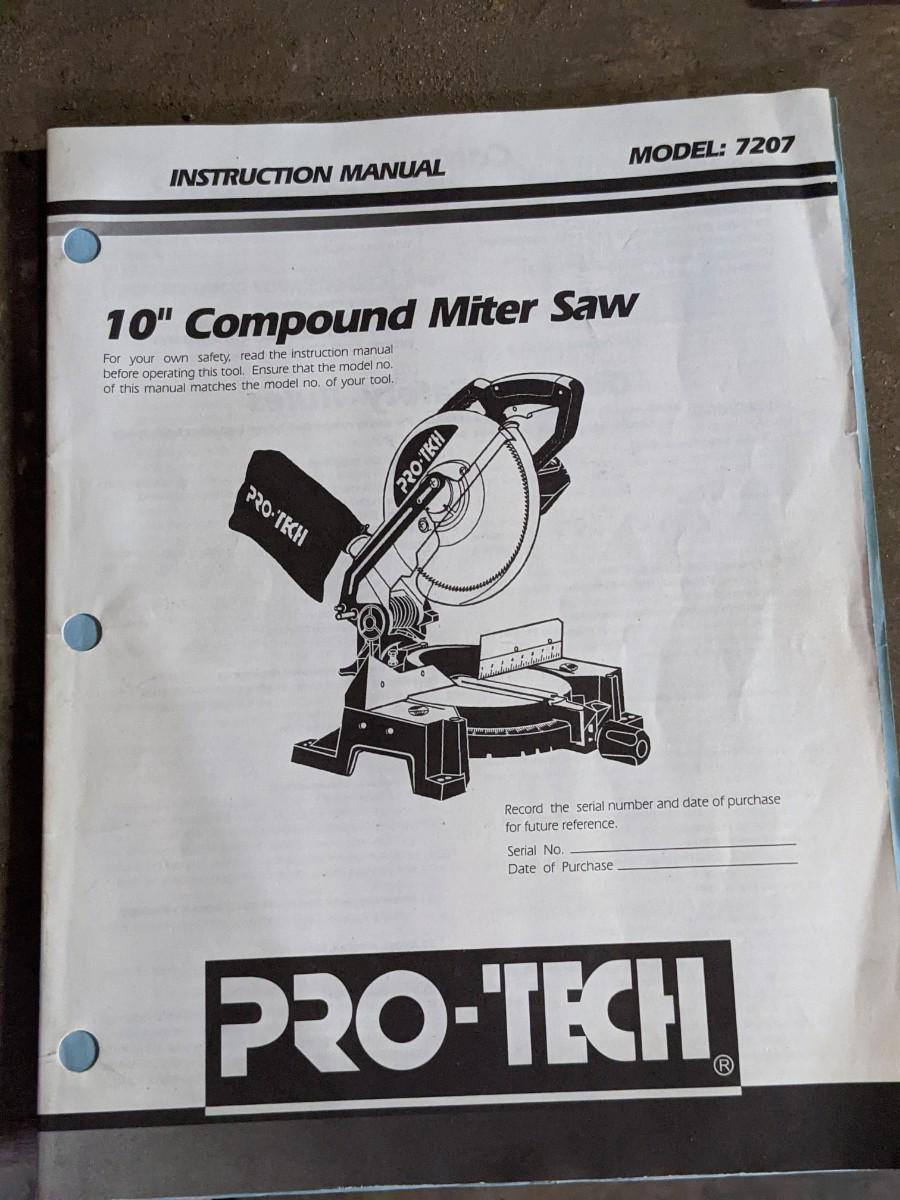 INSTRUCTION MANUAL
MODEL: 7207
10" Compound Miter Saw
For your own safety, read the instruction manual
before operating this tool. Ensure that the model no.
of this manual matches the model no. of your tool.
PRO-TECH
PRO-TECH
Record the serial number and date of purchase
for future reference.
Serial No.
Date of Purchase
PRO-TECH®